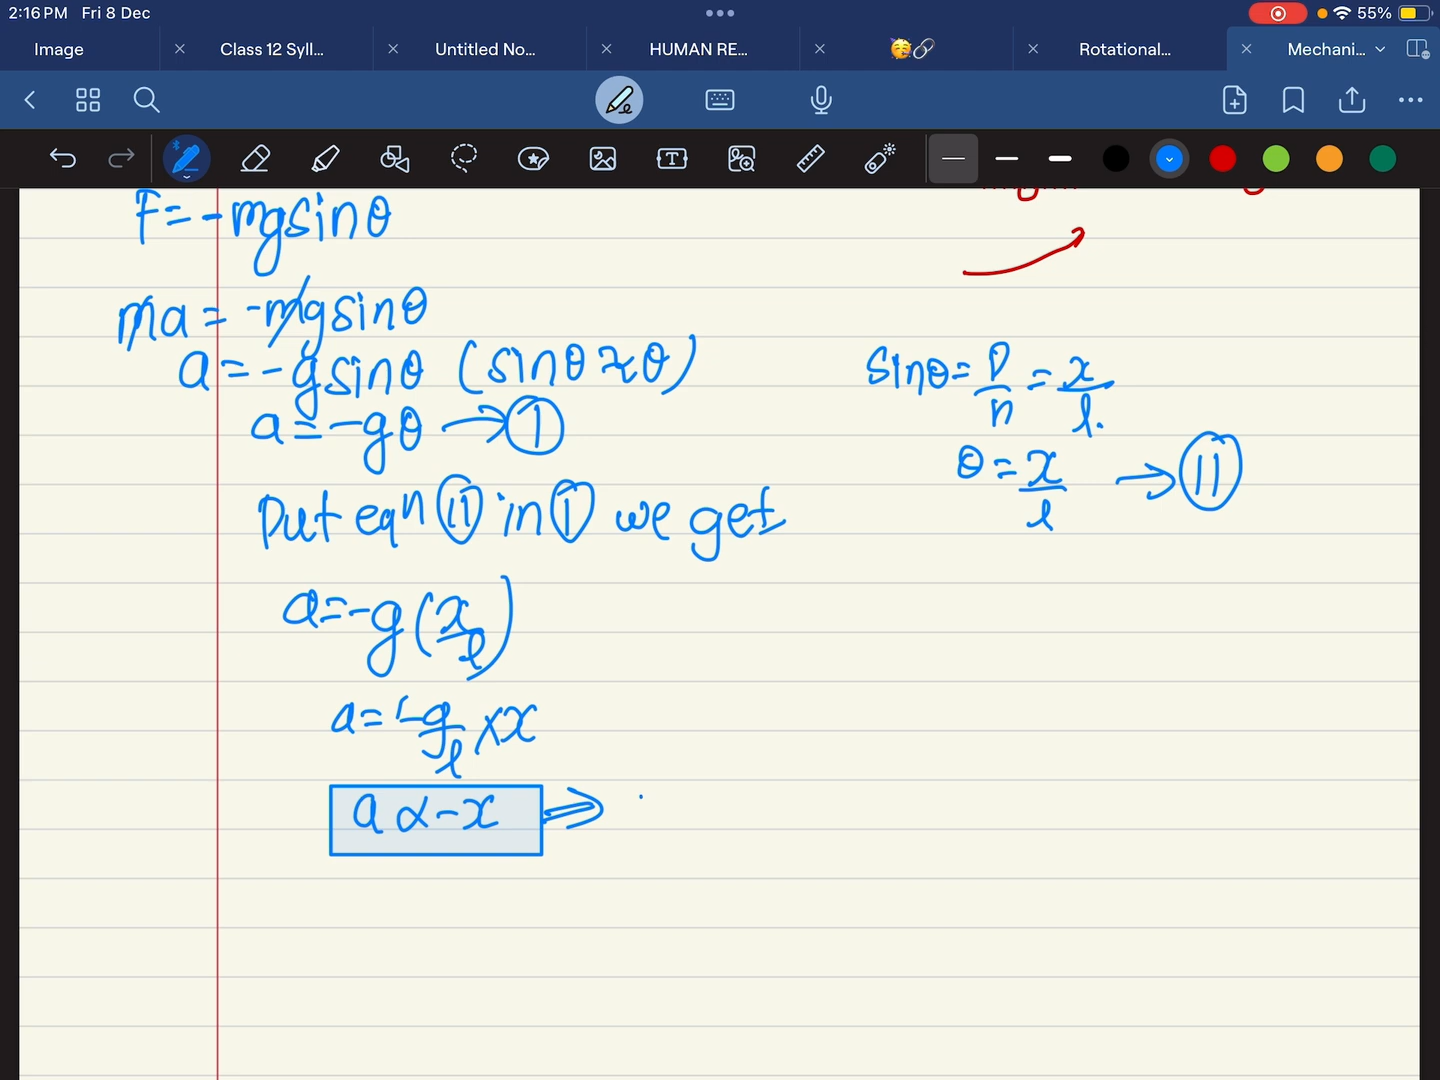 2:16 PM Fri 8 Dec
55%
Image
Class 12 Syll...
Untitled No...
HUMAN RE...
🥳🔗
Rotational...
Mechani...
F = -mgsinθ
ma = -mgsinθ
a = -gsinθ (sinθ ≈ θ)
a = -gθ → ①
Put eqn ⑪ in ① we get
a = -g(x/l)
a = -g/l × x
a ∝ -x ⇒
Sinθ = P/h = x/l.
θ = x/l → ⑪